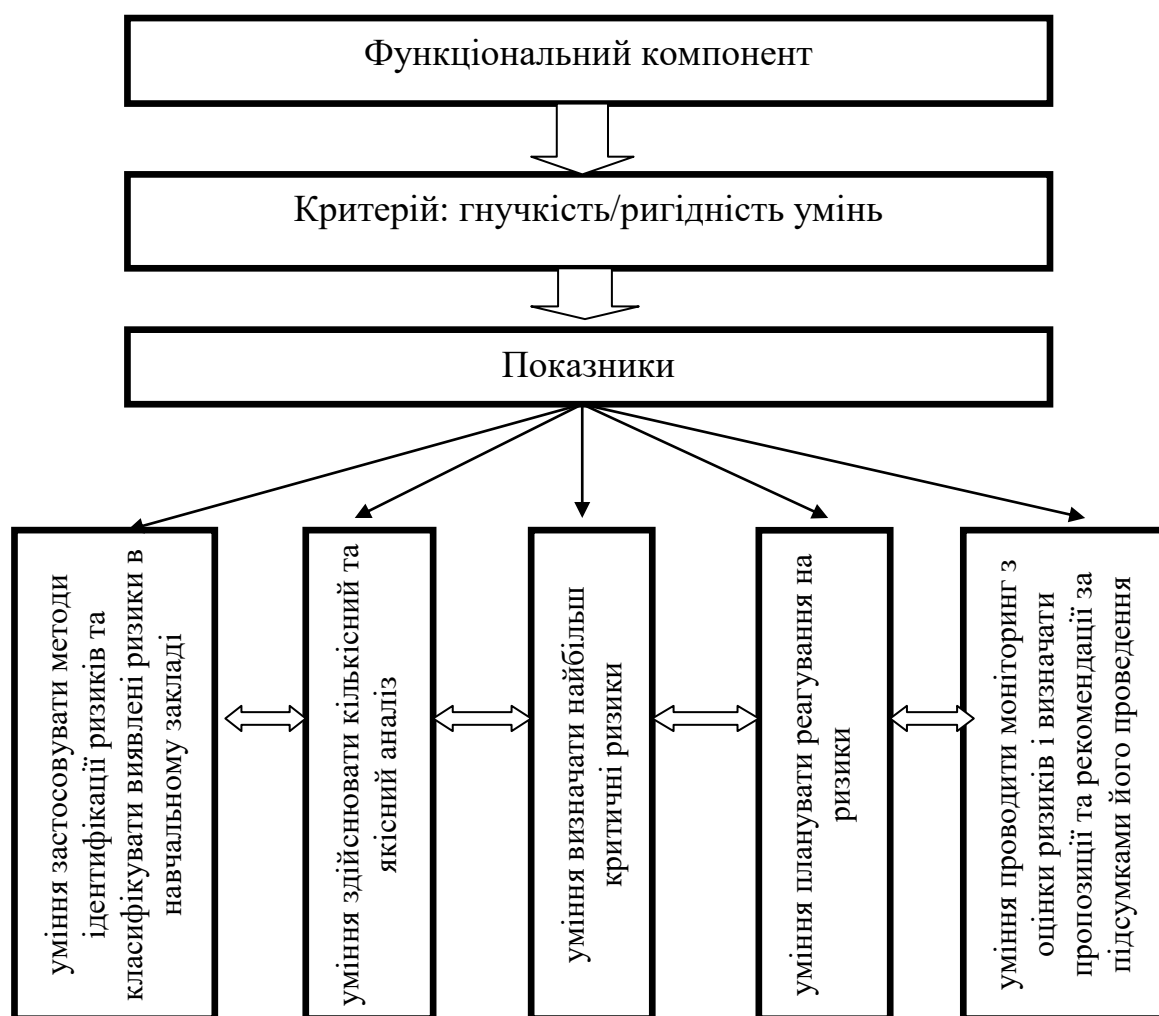 Функціональний компонент
Критерій: гнучкість/ригідність умінь
Показники
уміння застосовувати методи
ідентифікації ризиків та
класифікувати виявлені ризики в
навчальному закладі
уміння здійснювати кількісний та
якісний аналіз
уміння визначати найбільш
критичні ризики
уміння планувати реагування на
ризики
уміння проводити моніторинг з
оцінки ризиків і визначати
пропозиції та рекомендації за
підсумками його проведення